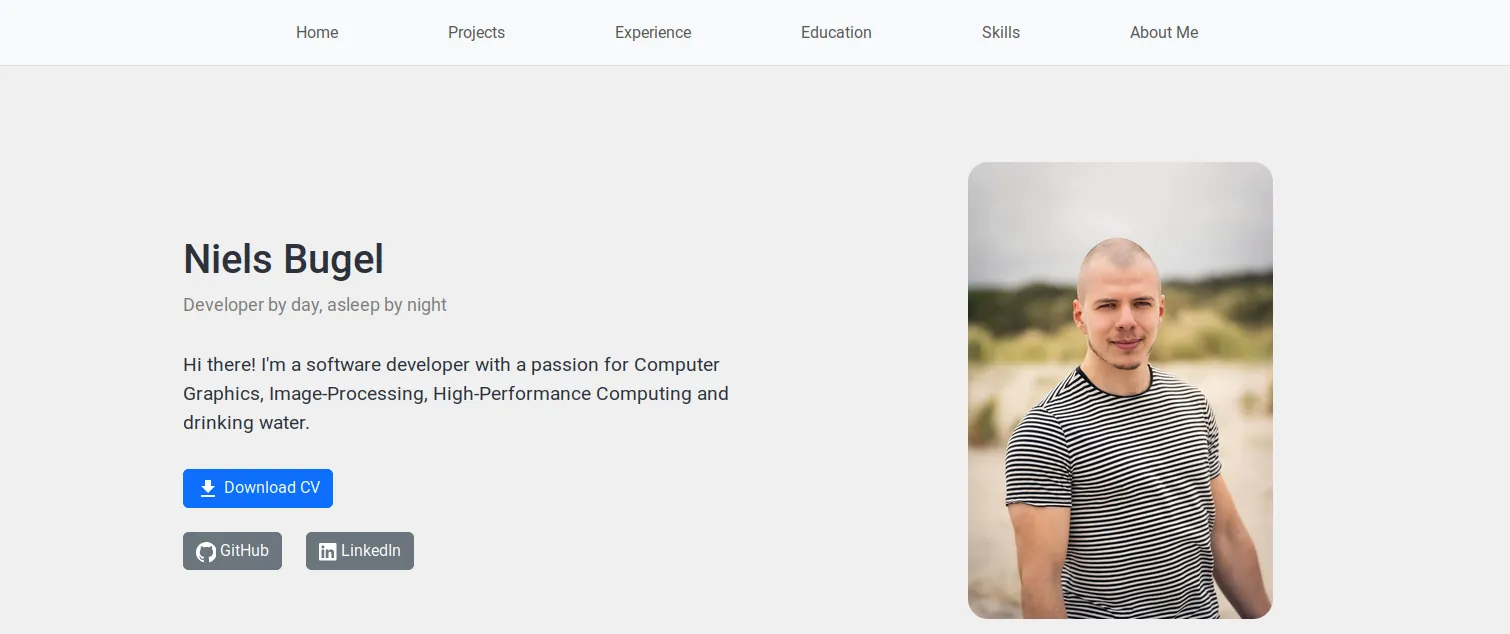 Home Projects Experience Education Skills About Me
Niels Bugel
Developer by day, asleep by night
Hi there! I'm a software developer with a passion for Computer
Graphics, Image-Processing, High-Performance Computing and
drinking water.
Download CV
GitHub LinkedIn